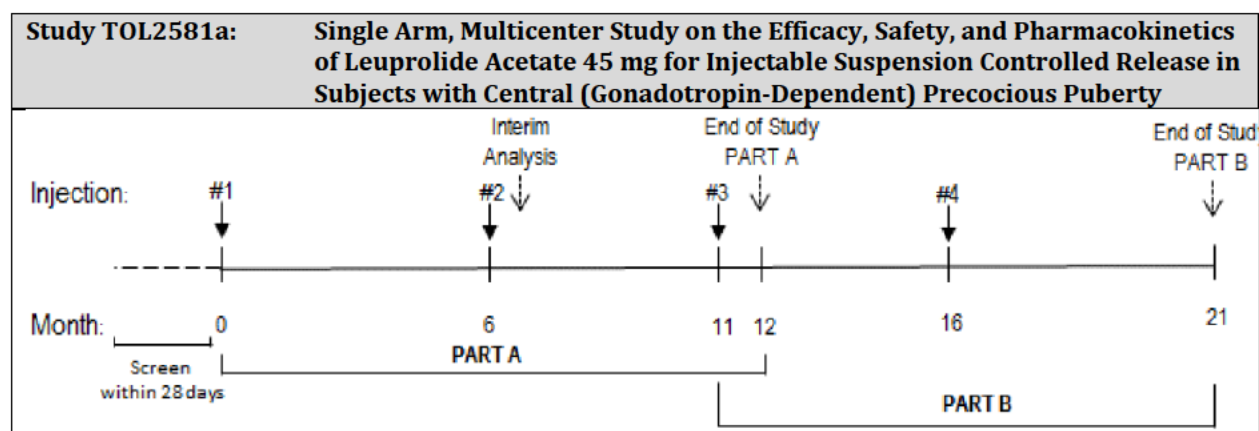 Study TOL2581a: Single Arm, Multicenter Study on the Efficacy, Safety, and Pharmacokinetics
of Leuprolide Acetate 45 mg for Injectable Suspension Controlled Release in
Subjects with Central (Gonadotropin-Dependent) Precocious Puberty
Interim
Analysis
End of Study
PART A
End of Stud
PART B
Injection: #1 #2 #3 #4
Month: 0 6 11 12 16 21
Screen
within 28 days
PART A
PART B